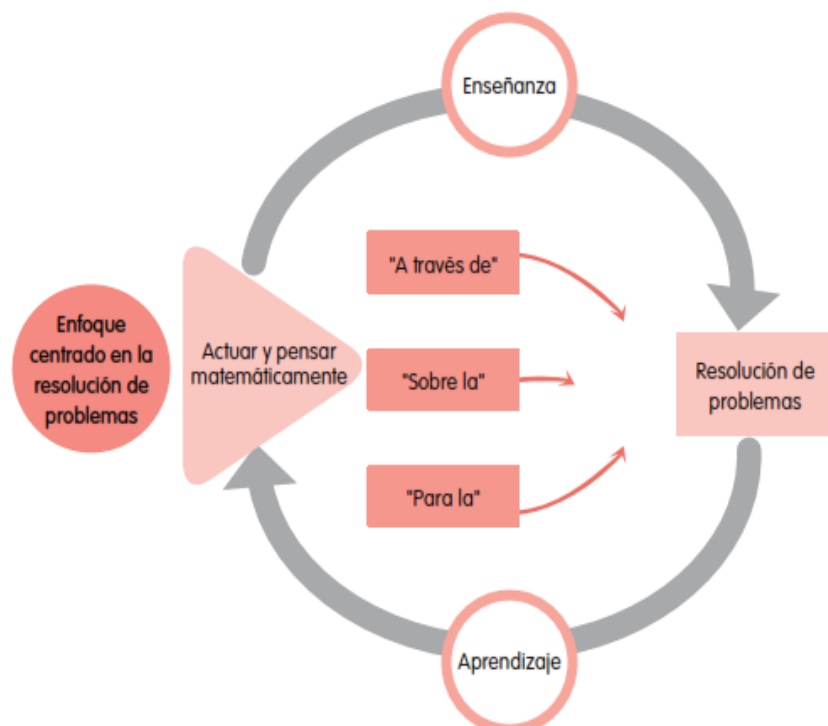 Enseñanza
"A través de"
Enfoque
centrado en la
resolución de
problemas
Actuar y pensar
matemáticamente
"Sobre la"
Resolución de
problemas
"Para la"
Aprendizaje